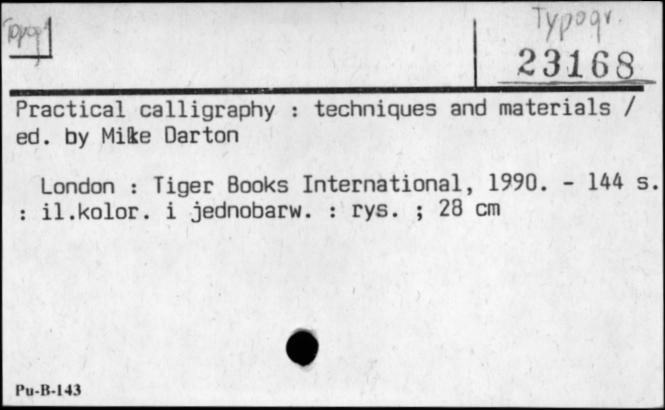 Typogr.
23168
Practical calligraphy : techniques and materials /
ed. by Mike Darton
London : Tiger Books International, 1990. - 144 s.
: il.kolor. i jednobarw. : rys. ; 28 cm
Pu-B-143